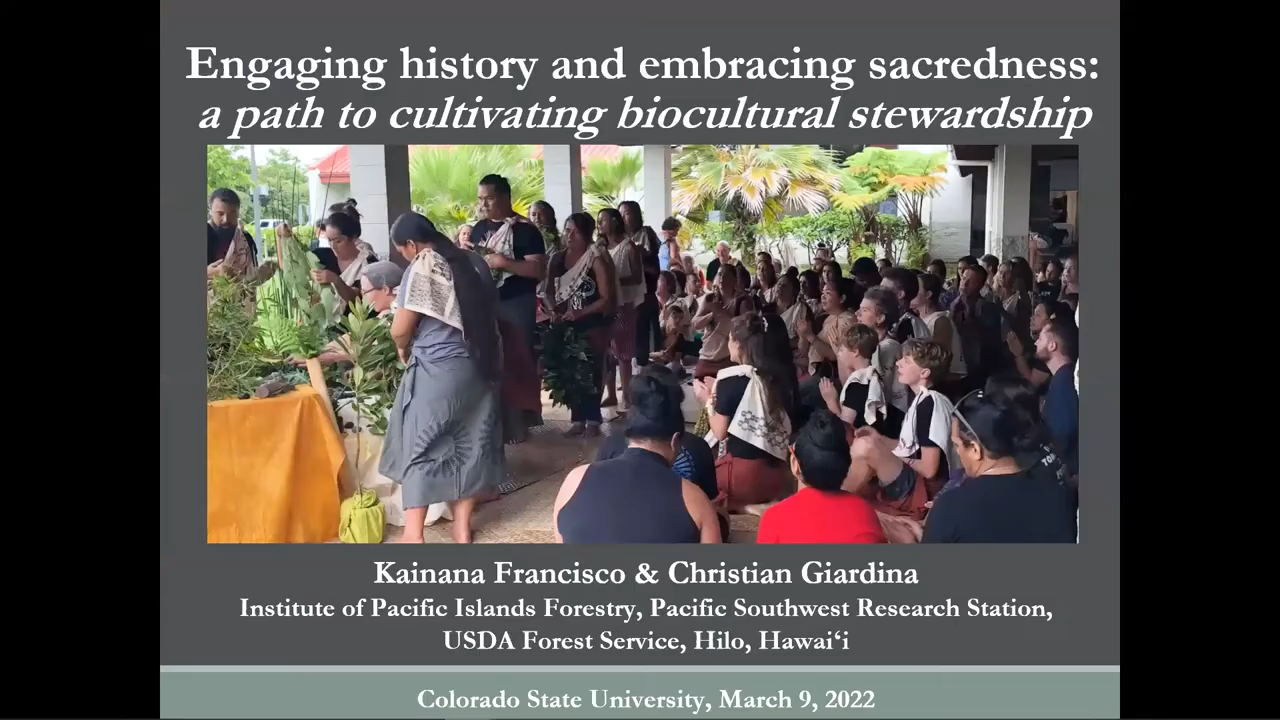 Engaging history and embracing sacredness:
a path to cultivating biocultural stewardship
Kainana Francisco & Christian Giardina
Institute of Pacific Islands Forestry, Pacific Southwest Research Station,
USDA Forest Service, Hilo, Hawaiʻi
Colorado State University, March 9, 2022